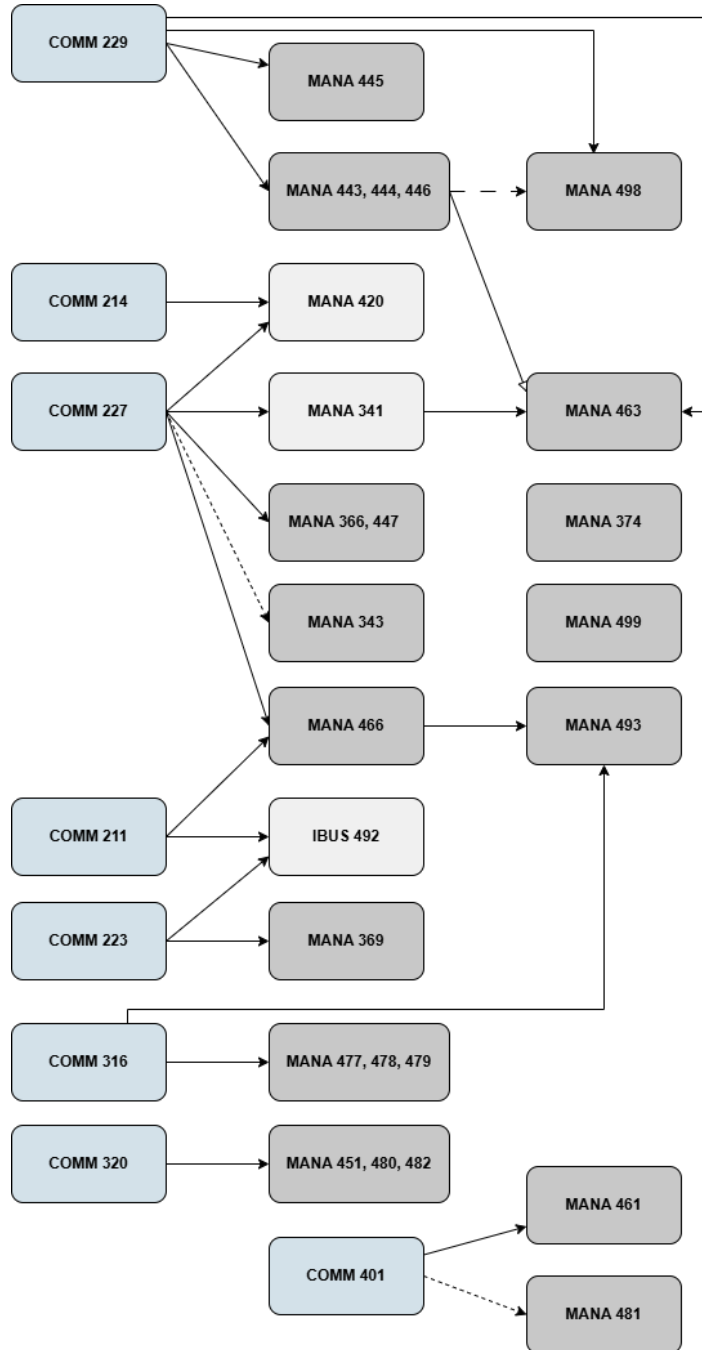 COMM 229
MANA 445
MANA 443, 444, 446
MANA 498
COMM 214
MANA 420
COMM 227
MANA 341
MANA 463
MANA 366, 447
MANA 374
MANA 343
MANA 499
MANA 466
MANA 493
COMM 211
IBUS 492
COMM 223
MANA 369
COMM 316
MANA 477, 478, 479
COMM 320
MANA 451, 480, 482
MANA 461
COMM 401
MANA 481